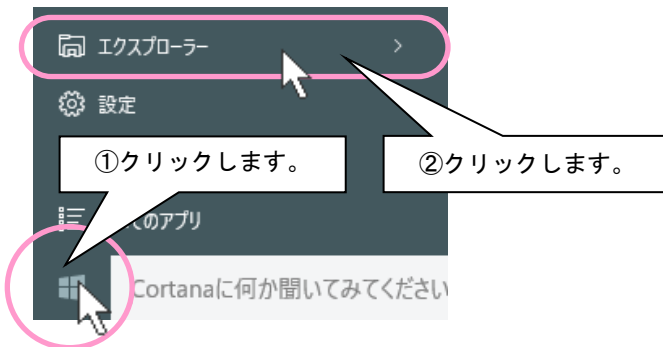 エクスプローラー
設定
①クリックします。
②クリックします。
てのアプリ
Cortanaに何か聞いてみてください